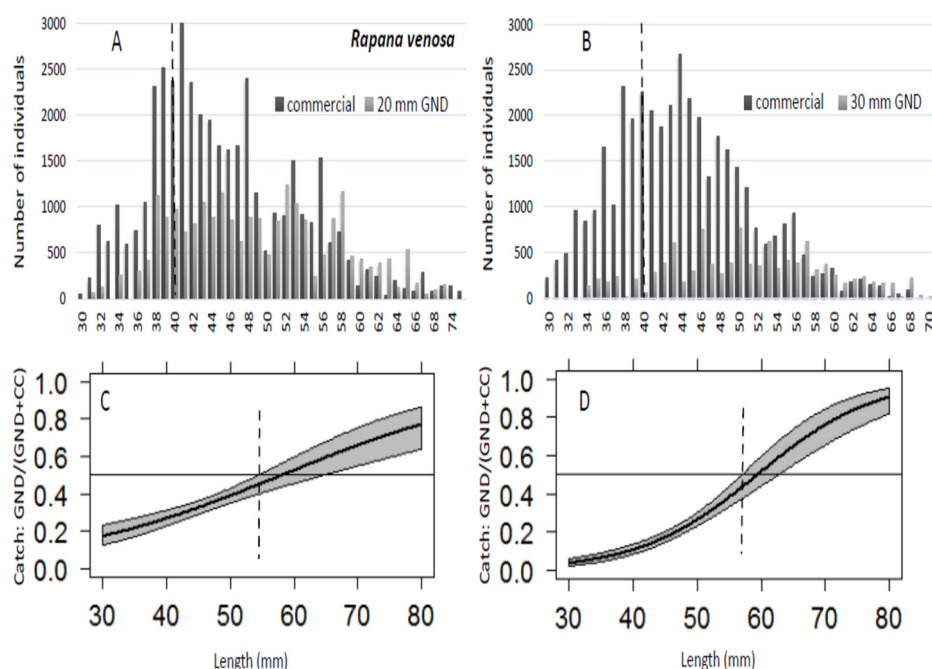 A
Rapana venosa
Number of individuals
3000
2500
2000
1500
1000
500
0
commercial 20 mm GND
30 32 34 36 38 40 42 44 46 48 50 52 54 56 58 60 62 64 66 68 72 74
B
Number of individuals
3000
2500
2000
1500
1000
500
0
commercial 30 mm GND
30 32 34 36 38 40 42 44 46 48 50 52 54 56 58 60 62 64 66 68 70
C
Catch: GND/(GND+CC)
1.0
0.8
0.6
0.4
0.2
0.0
30 40 50 60 70 80
Length (mm)
D
Catch: GND/(GND+CC)
1.0
0.8
0.6
0.4
0.2
0.0
30 40 50 60 70 80
Length (mm)